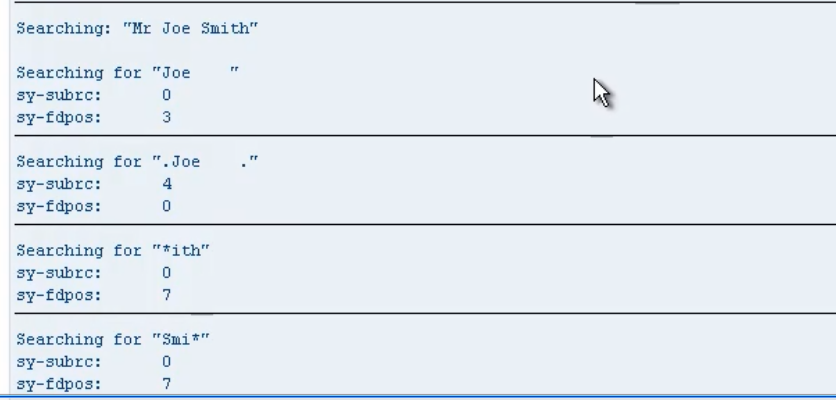 Searching: "Mr Joe Smith"
Searching for "Joe    "
sy-subrc:      0
sy-fdpos:      3
Searching for ".Joe    ."
sy-subrc:      4
sy-fdpos:      0
Searching for "*ith"
sy-subrc:      0
sy-fdpos:      7
Searching for "Smi*"
sy-subrc:      0
sy-fdpos:      7